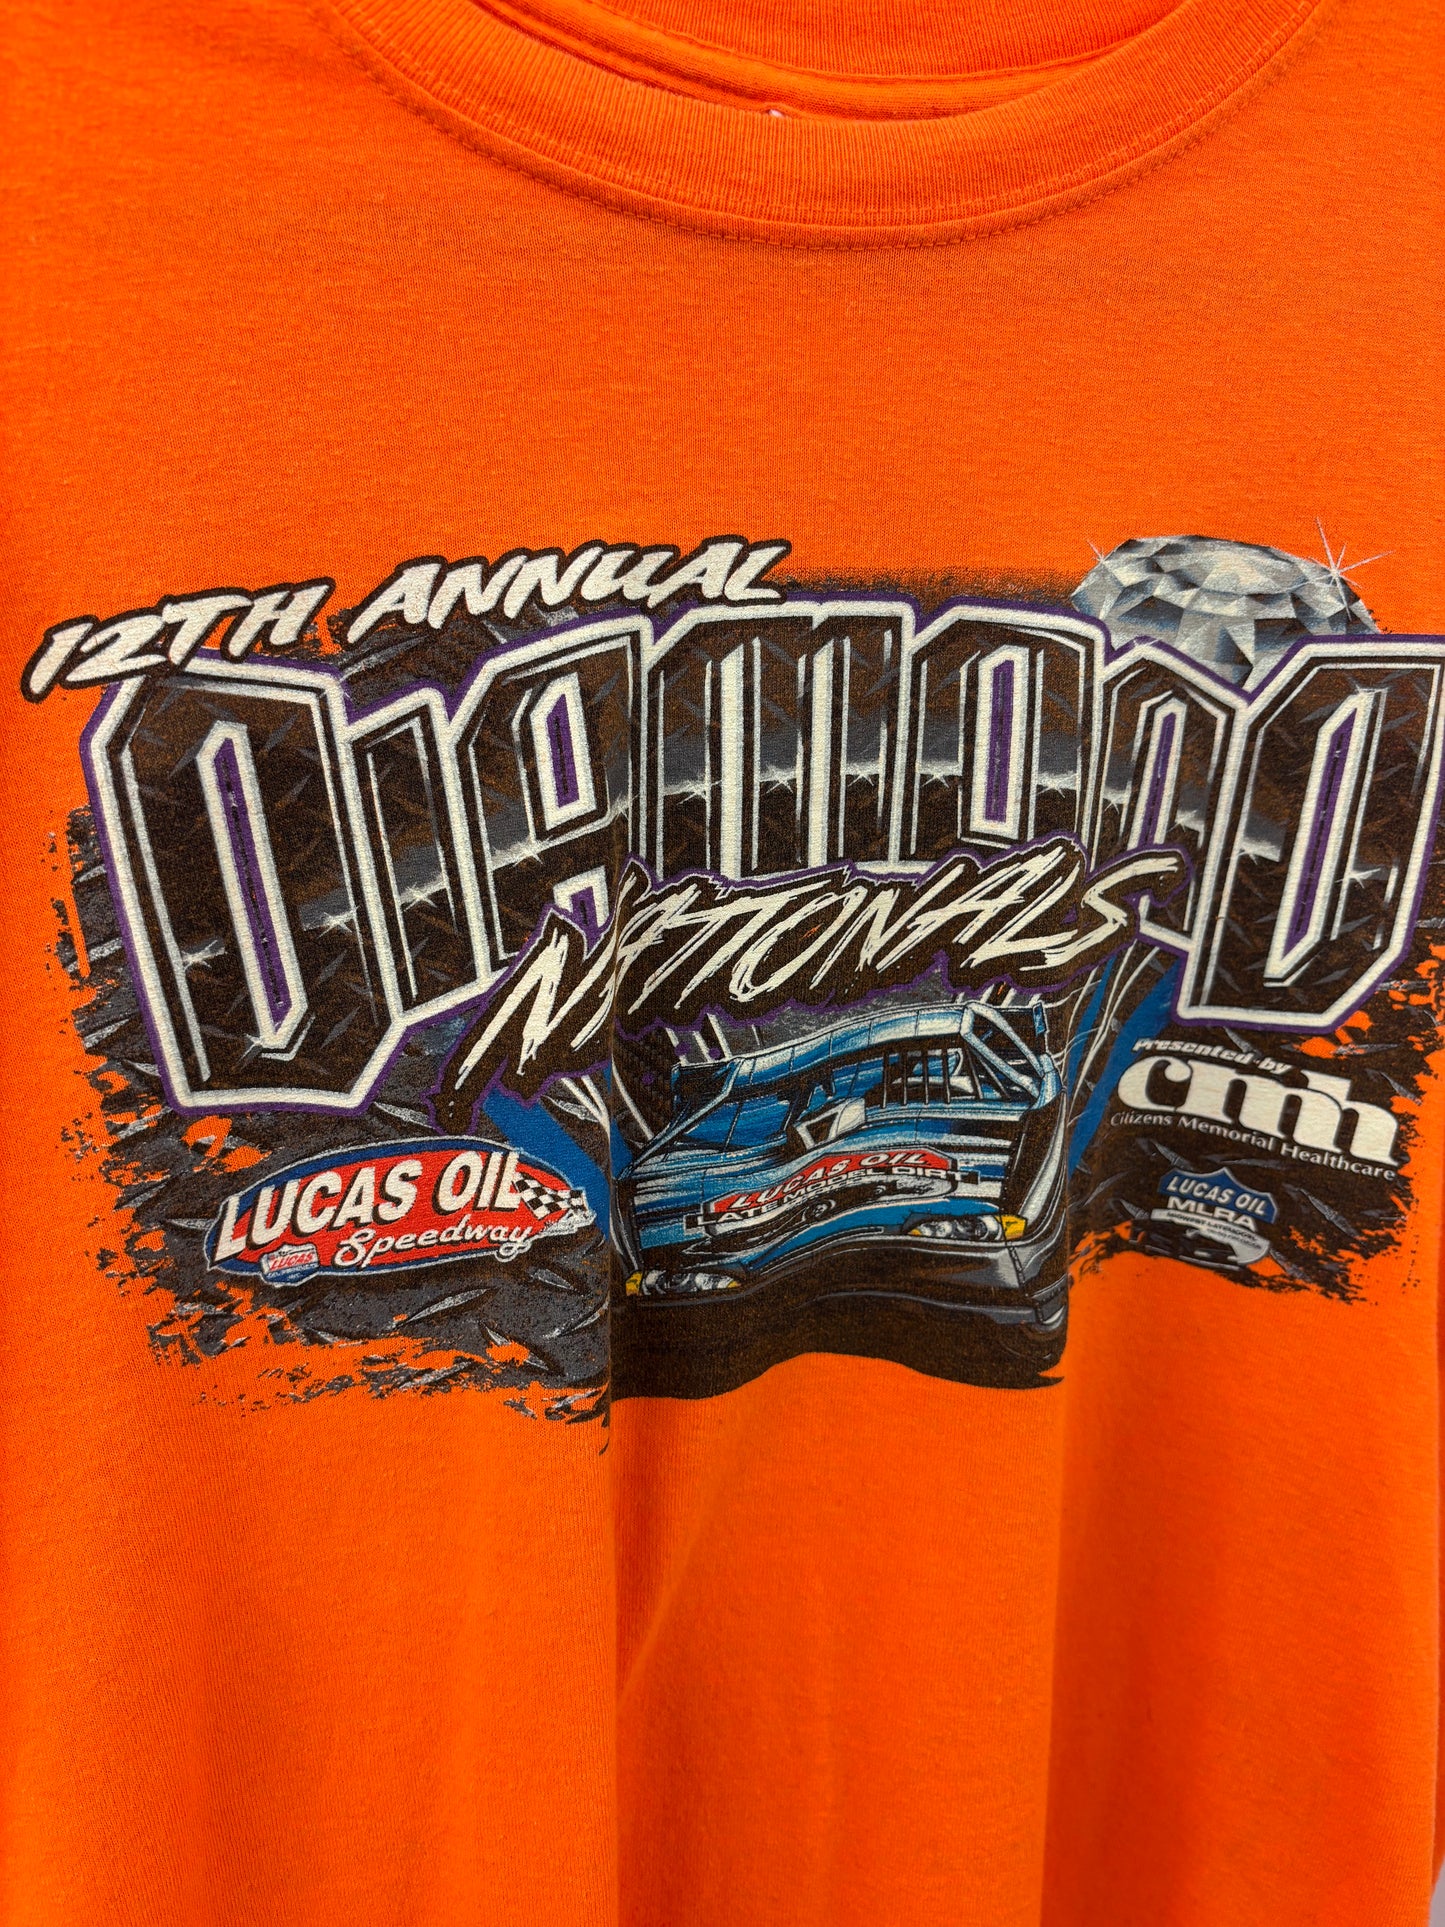 12TH ANNUAL
DIAMOND
NATIONALS
Presented by
cmh
Citizens Memorial Healthcare
LUCAS OIL
Speedway
LUCAS
LUCAS OIL
LATE MODEL DIRT
LUCAS OIL
MLRA